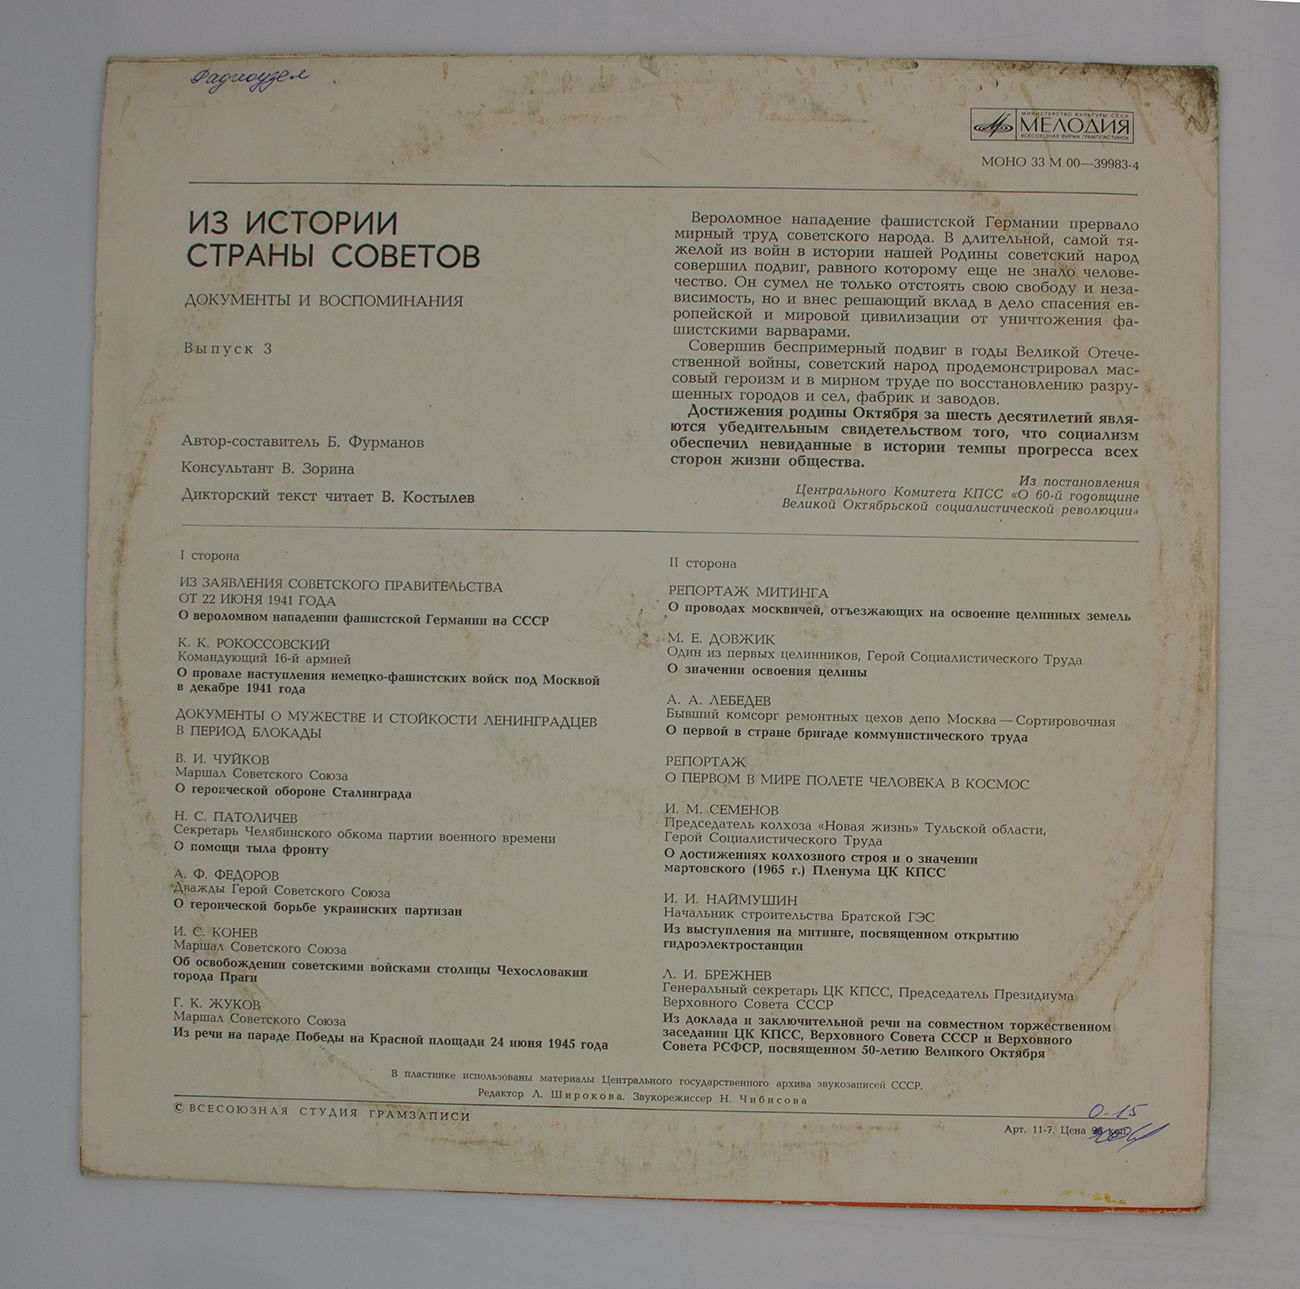 Радиоузел
МИНИСТЕРСТВО КУЛЬТУРЫ СССР
МЕЛОДИЯ
ВСЕСОЮЗНАЯ ФИРМА ГРАМПЛАСТИНОК
МОНО 33 М 00—39983-4
ИЗ ИСТОРИИ
СТРАНЫ СОВЕТОВ
ДОКУМЕНТЫ И ВОСПОМИНАНИЯ
Выпуск 3
Автор-составитель Б. Фурманов
Консультант В. Зорина
Дикторский текст читает В. Костылев
Вероломное нападение фашистской Германии прервало
мирный труд советского народа. В длительной, самой тя-
желой из войн в истории нашей Родины советский народ
совершил подвиг, равного которому еще не знало челове-
чество. Он сумел не только отстоять свою свободу и неза-
висимость, но и внес решающий вклад в дело спасения ев-
ропейской и мировой цивилизации от уничтожения фа-
шистскими варварами.
Совершив беспримерный подвиг в годы Великой Отече-
ственной войны, советский народ продемонстрировал мас-
совый героизм и в мирном труде по восстановлению разру-
шенных городов и сел, фабрик и заводов.
Достижения родины Октября за шесть десятилетий явля-
ются убедительным свидетельством того, что социализм
обеспечил невиданные в истории темпы прогресса всех
сторон жизни общества.
Из постановления
Центрального Комитета КПСС «О 60-й годовщине
Великой Октябрьской социалистической революции»
I сторона
ИЗ ЗАЯВЛЕНИЯ СОВЕТСКОГО ПРАВИТЕЛЬСТВА
ОТ 22 ИЮНЯ 1941 ГОДА
О вероломном нападении фашистской Германии на СССР
К. К. РОКОССОВСКИЙ
Командующий 16-й армией
О провале наступления немецко-фашистских войск под Москвой
в декабре 1941 года
ДОКУМЕНТЫ О МУЖЕСТВЕ И СТОЙКОСТИ ЛЕНИНГРАДЦЕВ
В ПЕРИОД БЛОКАДЫ
В. И. ЧУЙКОВ
Маршал Советского Союза
О героической обороне Сталинграда
Н. С. ПАТОЛИЧЕВ
Секретарь Челябинского обкома партии военного времени
О помощи тыла фронту
А. Ф. ФЕДОРОВ
Дважды Герой Советского Союза
О героической борьбе украинских партизан
И. С. КОНЕВ
Маршал Советского Союза
Об освобождении советскими войсками столицы Чехословакии
города Праги
Г. К. ЖУКОВ
Маршал Советского Союза
Из речи на параде Победы на Красной площади 24 июня 1945 года
II сторона
РЕПОРТАЖ МИТИНГА
О проводах москвичей, отъезжающих на освоение целинных земель
М. Е. ДОВЖИК
Один из первых целинников, Герой Социалистического Труда
О значении освоения целины
А. А. ЛЕБЕДЕВ
Бывший комсорг ремонтных цехов депо Москва — Сортировочная
О первой в стране бригаде коммунистического труда
РЕПОРТАЖ
О ПЕРВОМ В МИРЕ ПОЛЕТЕ ЧЕЛОВЕКА В КОСМОС
И. М. СЕМЕНОВ
Председатель колхоза «Новая жизнь» Тульской области,
Герой Социалистического Труда
О достижениях колхозного строя и о значении
мартовского (1965 г.) Пленума ЦК КПСС
И. И. НАЙМУШИН
Начальник строительства Братской ГЭС
Из выступления на митинге, посвященном открытию
гидроэлектростанции
Л. И. БРЕЖНЕВ
Генеральный секретарь ЦК КПСС, Председатель Президиума
Верховного Совета СССР
Из доклада и заключительной речи на совместном торжественном
заседании ЦК КПСС, Верховного Совета СССР и Верховного
Совета РСФСР, посвященном 50-летию Великого Октября
В пластинке использованы материалы Центрального государственного архива звукозаписей СССР.
Редактор Л. Широкова. Звукорежиссер Н. Чибисова
© ВСЕСОЮЗНАЯ СТУДИЯ ГРАМЗАПИСИ
0-15
Арт. 11-7. Цена